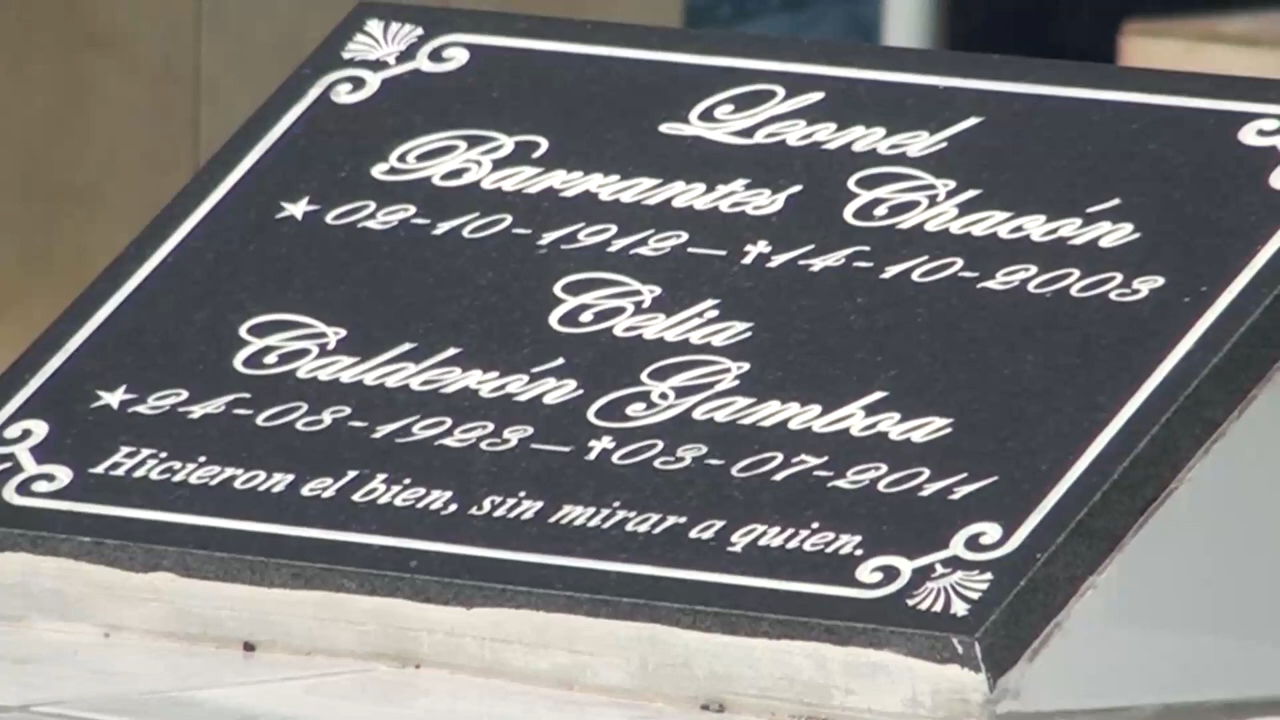 Leonel
Barrantes Chacón
★02-10-1912–✝14-10-2003
Celia
Calderón Gamboa
★24-08-1923–✝03-07-2011
Hicieron el bien, sin mirar a quien.